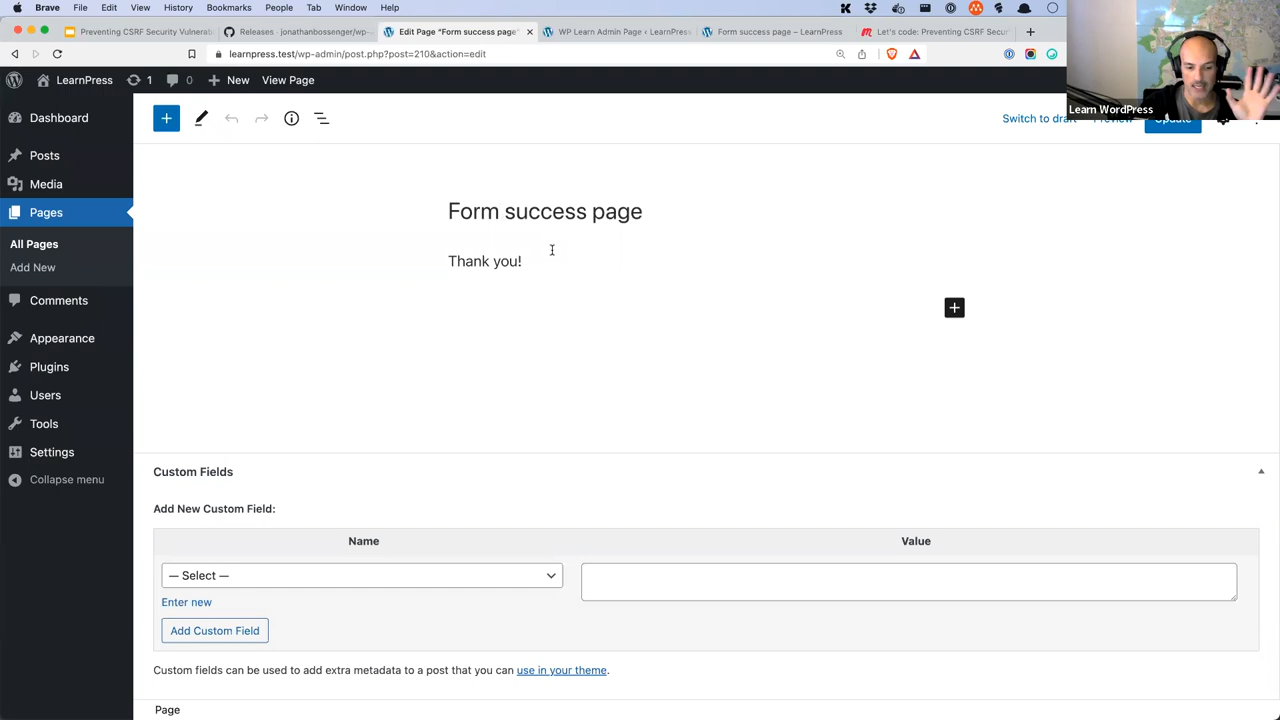 Brave File Edit View History Bookmarks People Tab Window Help
Preventing CSRF Security Vulnerab
Releases · jonathanbossenger/wp-
Edit Page “Form success page”
WP Learn Admin Page ‹ LearnPress
Form success page – LearnPress
Let's code: Preventing CSRF Secur
learnpress.test/wp-admin/post.php?post=210&action=edit
LearnPress 1 0 New View Page
Learn WordPress
Switch to draft Preview Update
Dashboard
Posts
Media
Pages
All Pages
Add New
Comments
Appearance
Plugins
Users
Tools
Settings
Collapse menu
Form success page
Thank you!
Custom Fields
Add New Custom Field:
Name Value
— Select —
Enter new
Add Custom Field
Custom fields can be used to add extra metadata to a post that you can use in your theme.
Page